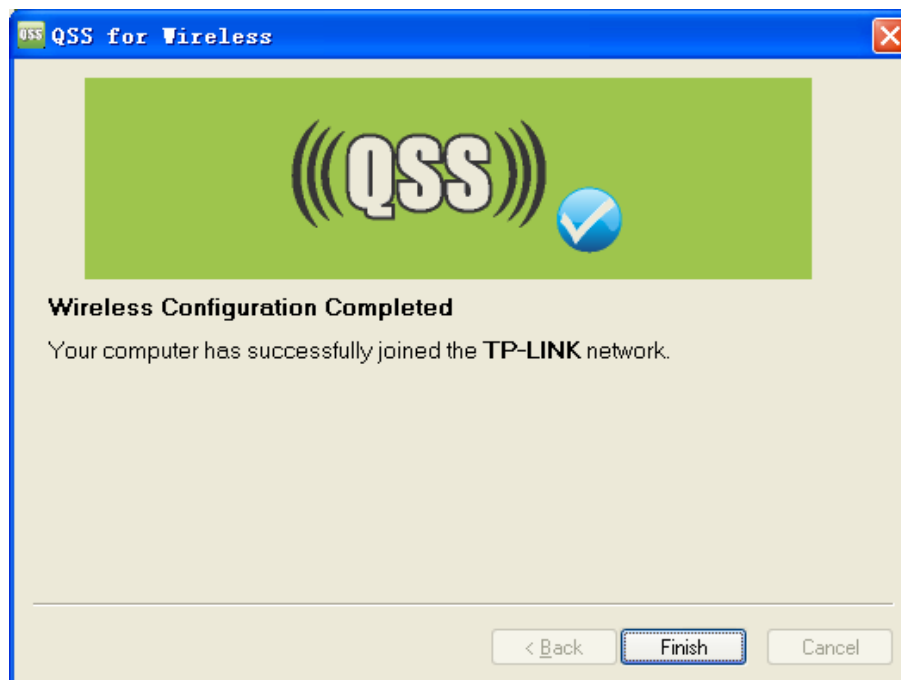 QSS QSS for Wireless
QSS
Wireless Configuration Completed
Your computer has successfully joined the TP-LINK network.
< Back Finish Cancel